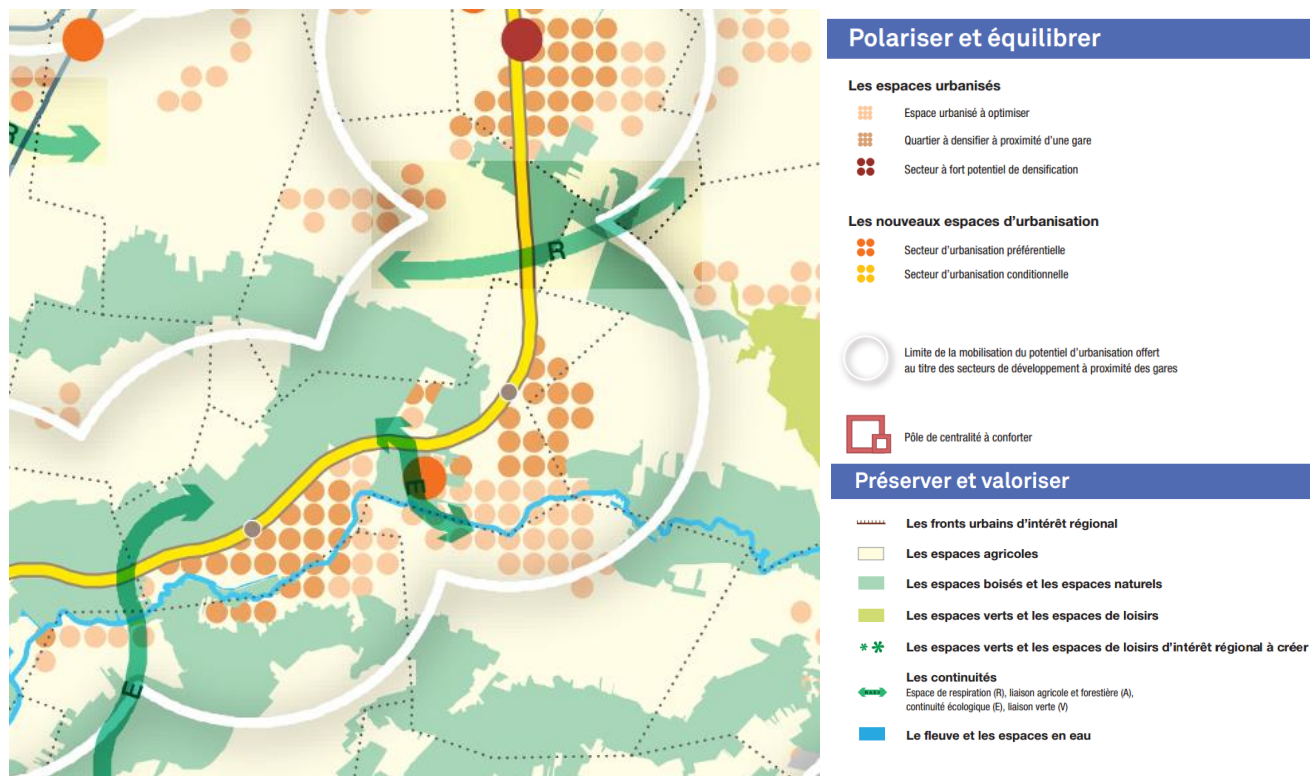 R
R
E
E
Polariser et équilibrer
Les espaces urbanisés
Espace urbanisé à optimiser
Quartier à densifier à proximité d'une gare
Secteur à fort potentiel de densification
Les nouveaux espaces d'urbanisation
Secteur d'urbanisation préférentielle
Secteur d'urbanisation conditionnelle
Limite de la mobilisation du potentiel d'urbanisation offert
au titre des secteurs de développement à proximité des gares
Pôle de centralité à conforter
Préserver et valoriser
Les fronts urbains d'intérêt régional
Les espaces agricoles
Les espaces boisés et les espaces naturels
Les espaces verts et les espaces de loisirs
Les espaces verts et les espaces de loisirs d'intérêt régional à créer
Les continuités
Espace de respiration (R), liaison agricole et forestière (A),
continuité écologique (E), liaison verte (V)
Le fleuve et les espaces en eau